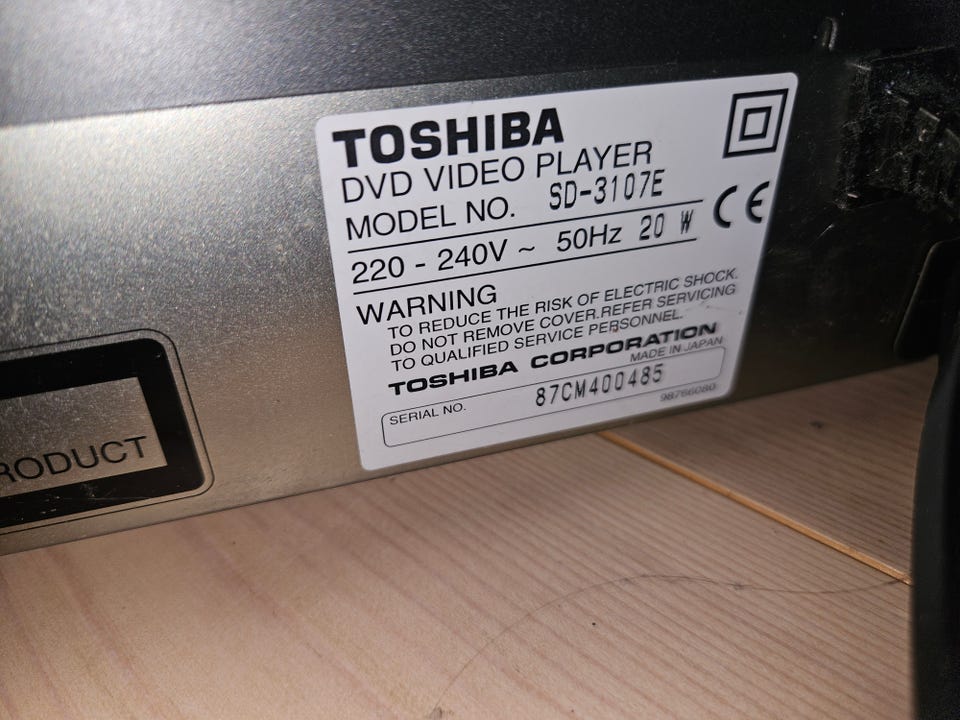 TOSHIBA
DVD VIDEO PLAYER
MODEL NO. SD-3107E
220 - 240V ~ 50Hz 20 W
CE
WARNING
TO REDUCE THE RISK OF ELECTRIC SHOCK.
DO NOT REMOVE COVER.REFER SERVICING
TO QUALIFIED SERVICE PERSONNEL.
TOSHIBA CORPORATION
MADE IN JAPAN
SERIAL NO. 87CM400485
98766080
RODUCT